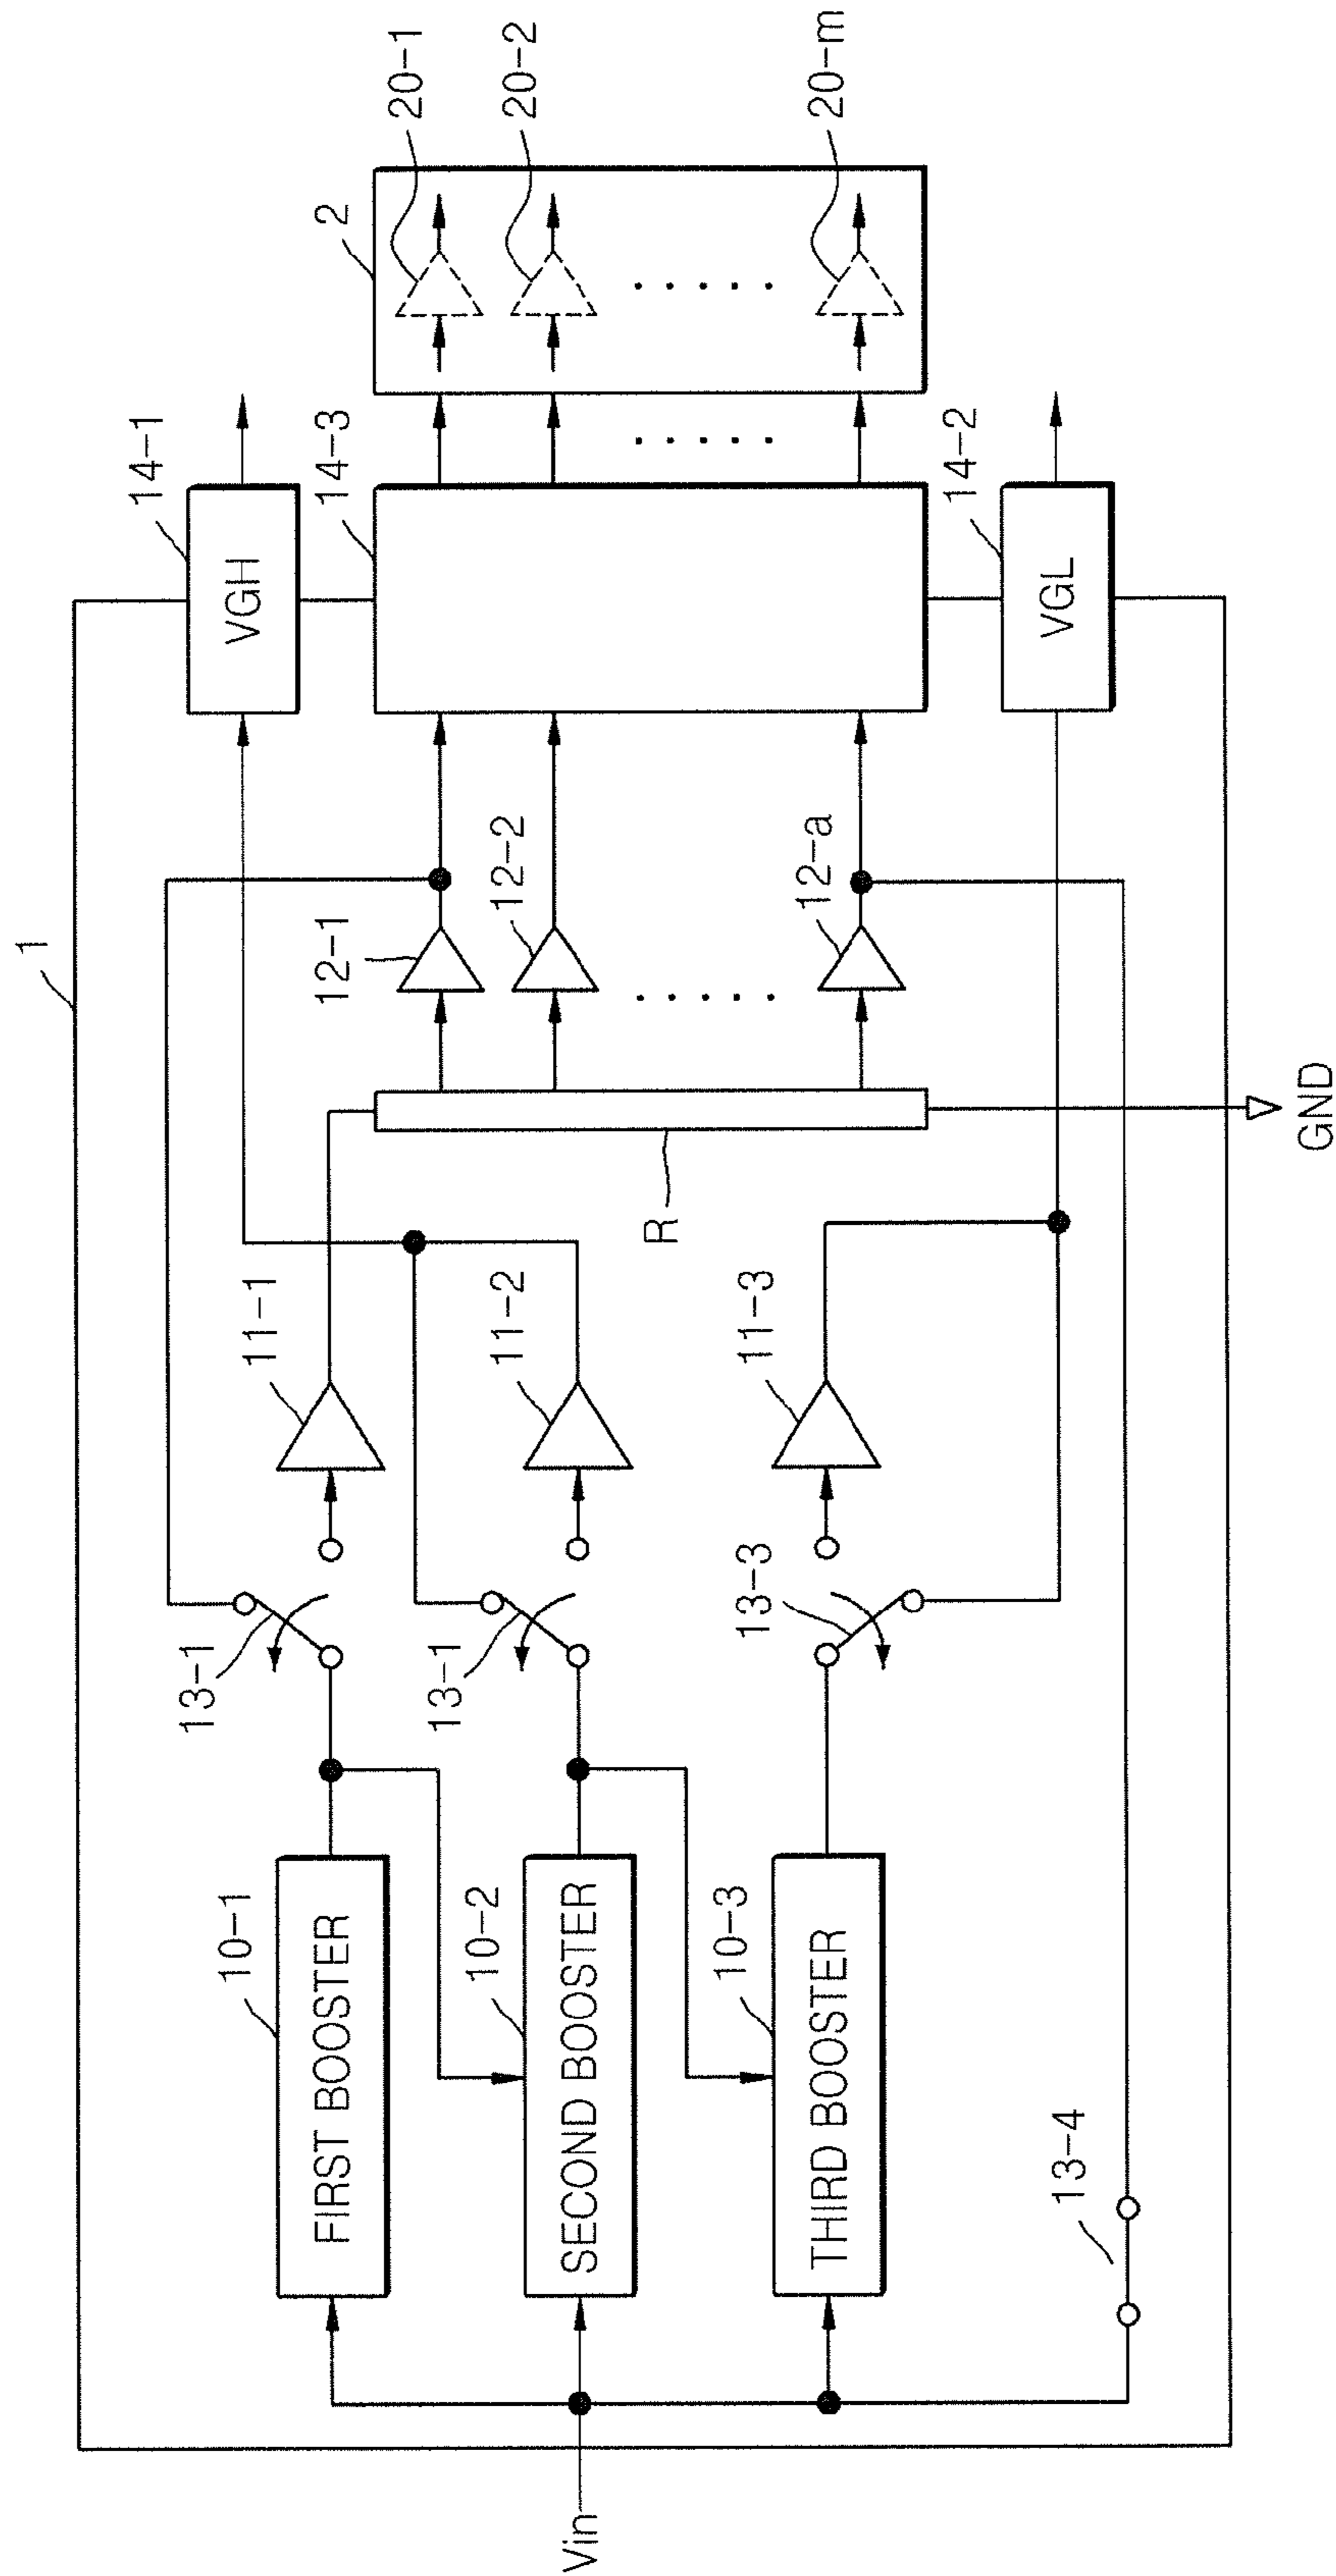 1
14-1
VGH
2
20-1
20-2
20-m
14-3
14-2
VGL
12-1
12-2
12-a
R
GND
11-1
11-2
11-3
13-1
13-1
13-3
10-1
FIRST BOOSTER
10-2
SECOND BOOSTER
10-3
THIRD BOOSTER
13-4
Vin